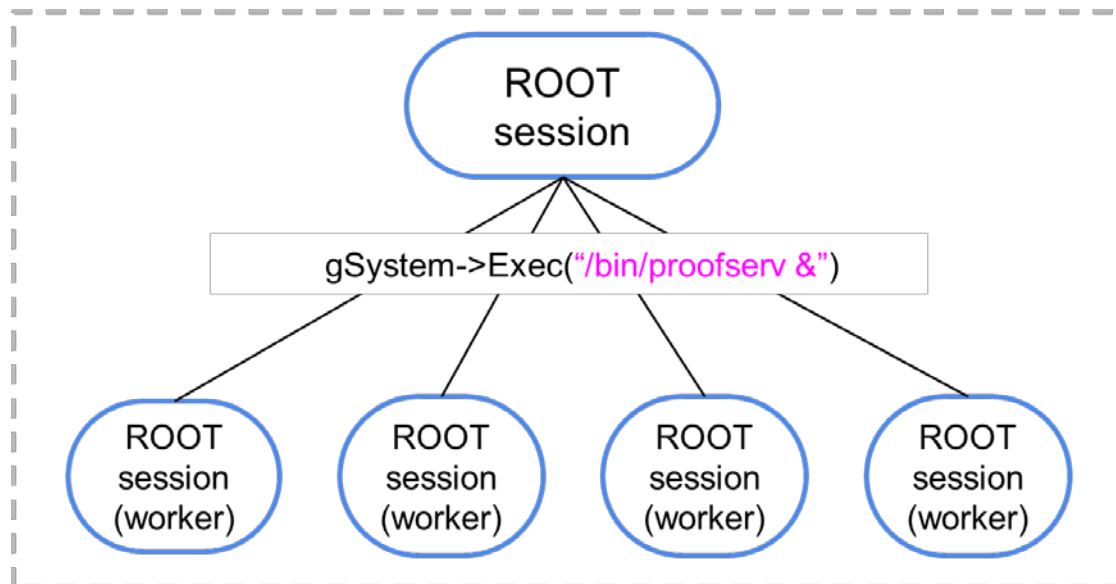 ROOT
session
gSystem->Exec(“/bin/proofserv &”)
ROOT
session
(worker)
ROOT
session
(worker)
ROOT
session
(worker)
ROOT
session
(worker)